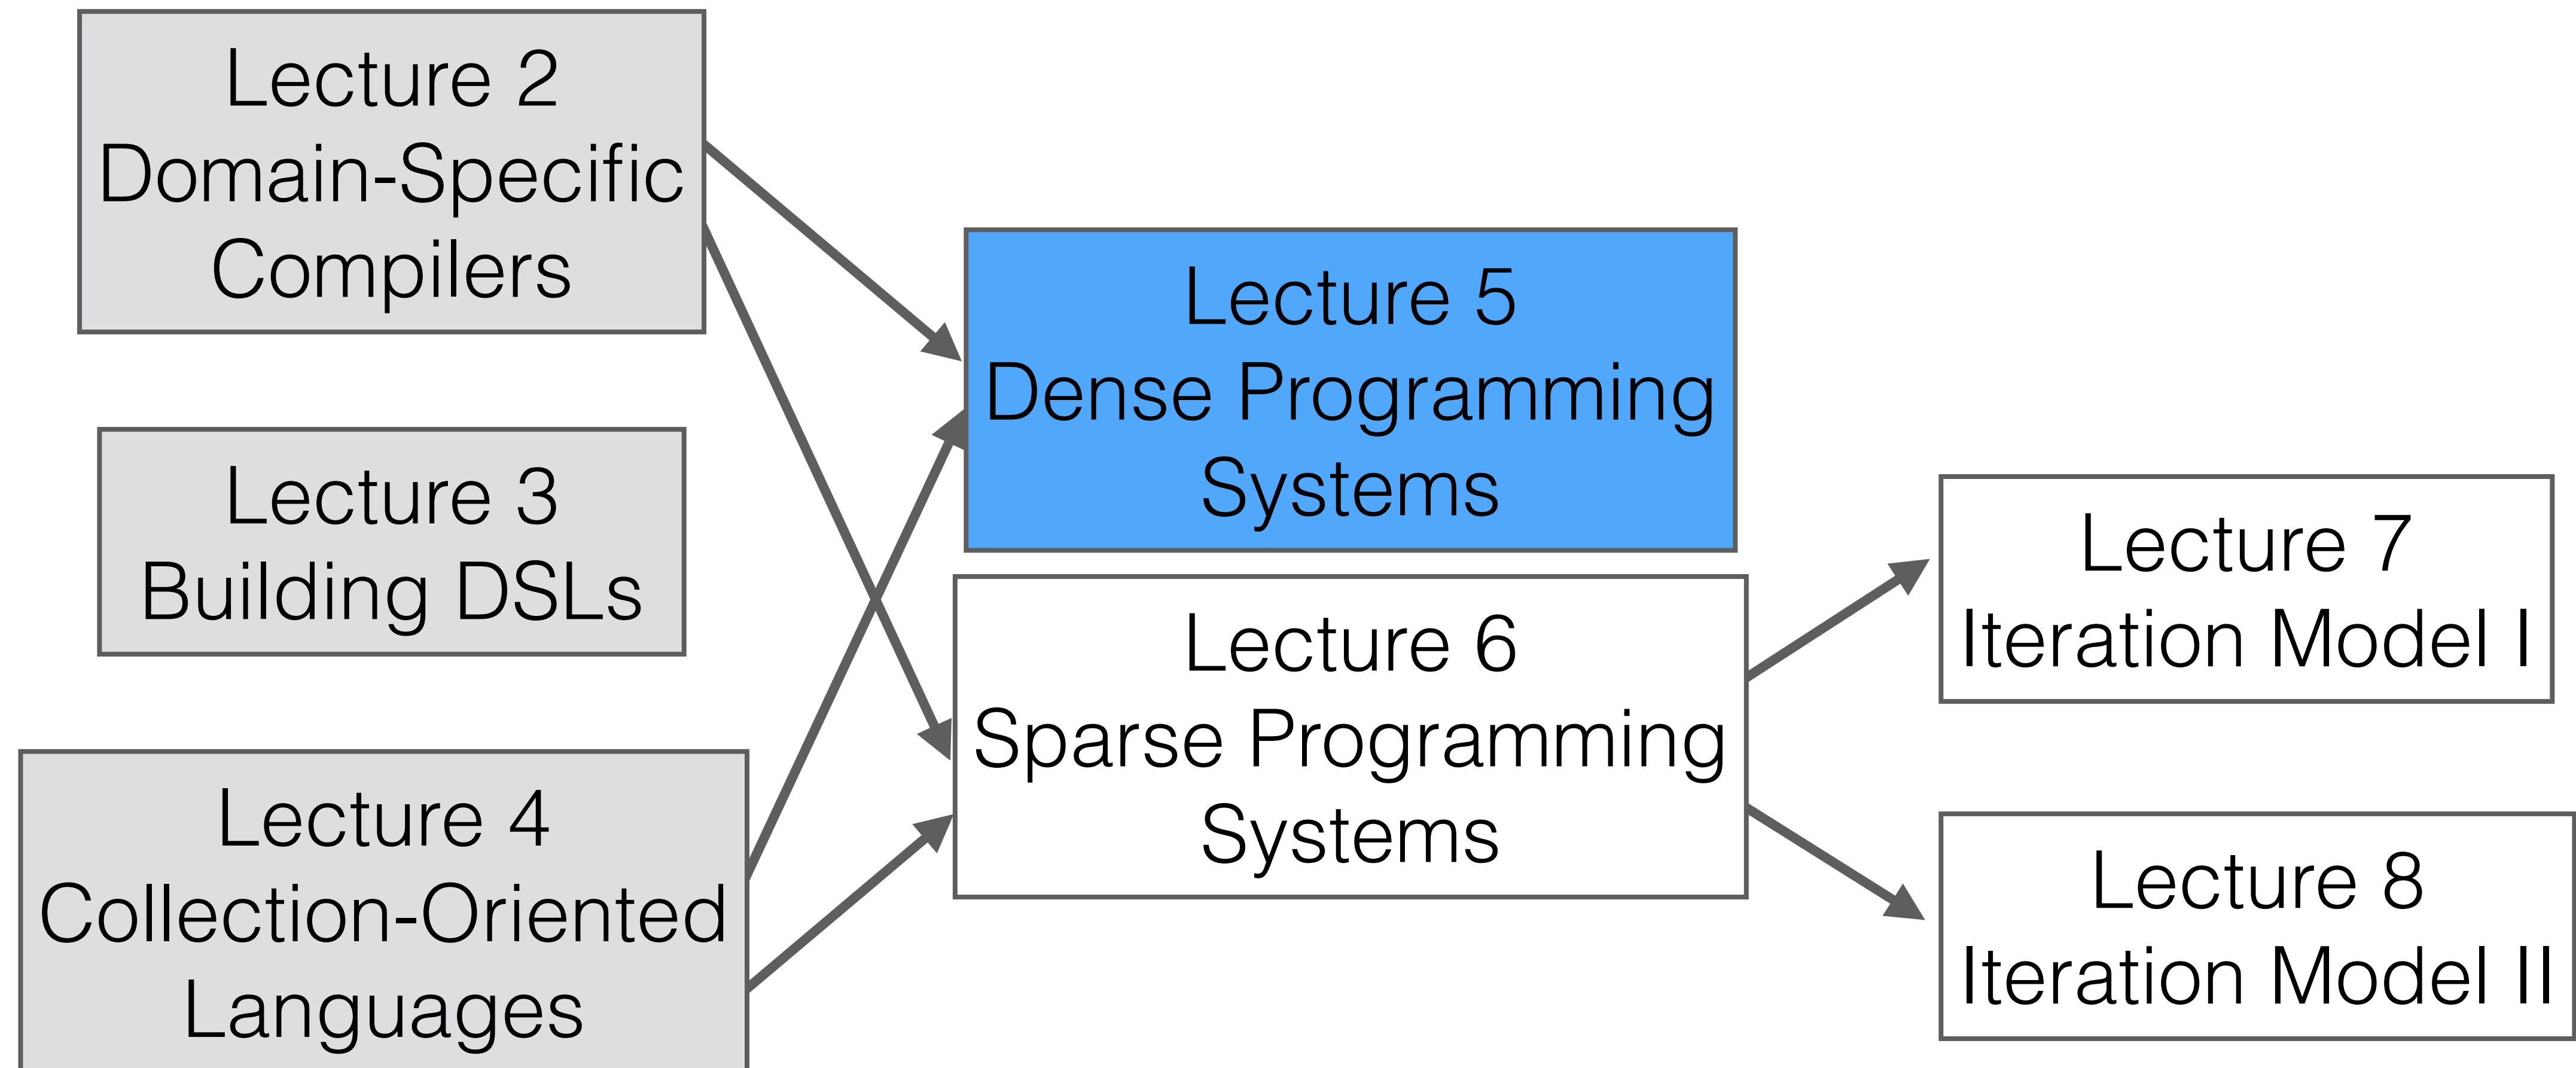 Lecture 2
Domain-Specific
Compilers
Lecture 3
Building DSLs
Lecture 4
Collection-Oriented
Languages
Lecture 5
Dense Programming
Systems
Lecture 6
Sparse Programming
Systems
Lecture 7
Iteration Model I
Lecture 8
Iteration Model II